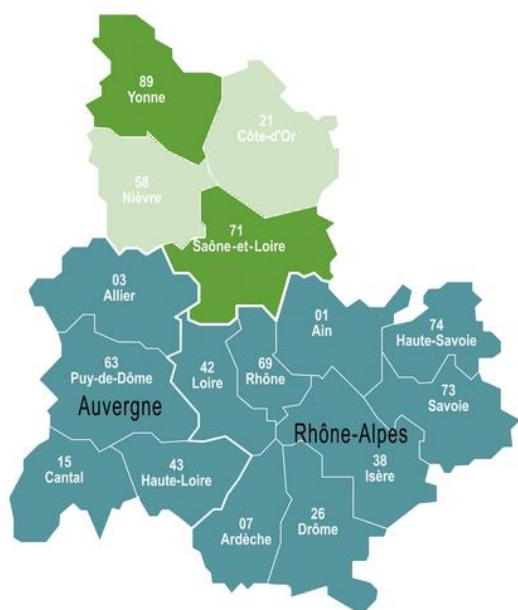 89
Yonne
21
Côte-d'Or
58
Nièvre
71
Saône-et-Loire
03
Allier
01
Ain
74
Haute-Savoie
63
Puy-de-Dôme
42
Loire
69
Rhône
73
Savoie
Auvergne
Rhône-Alpes
15
Cantal
43
Haute-Loire
38
Isère
07
Ardèche
26
Drôme